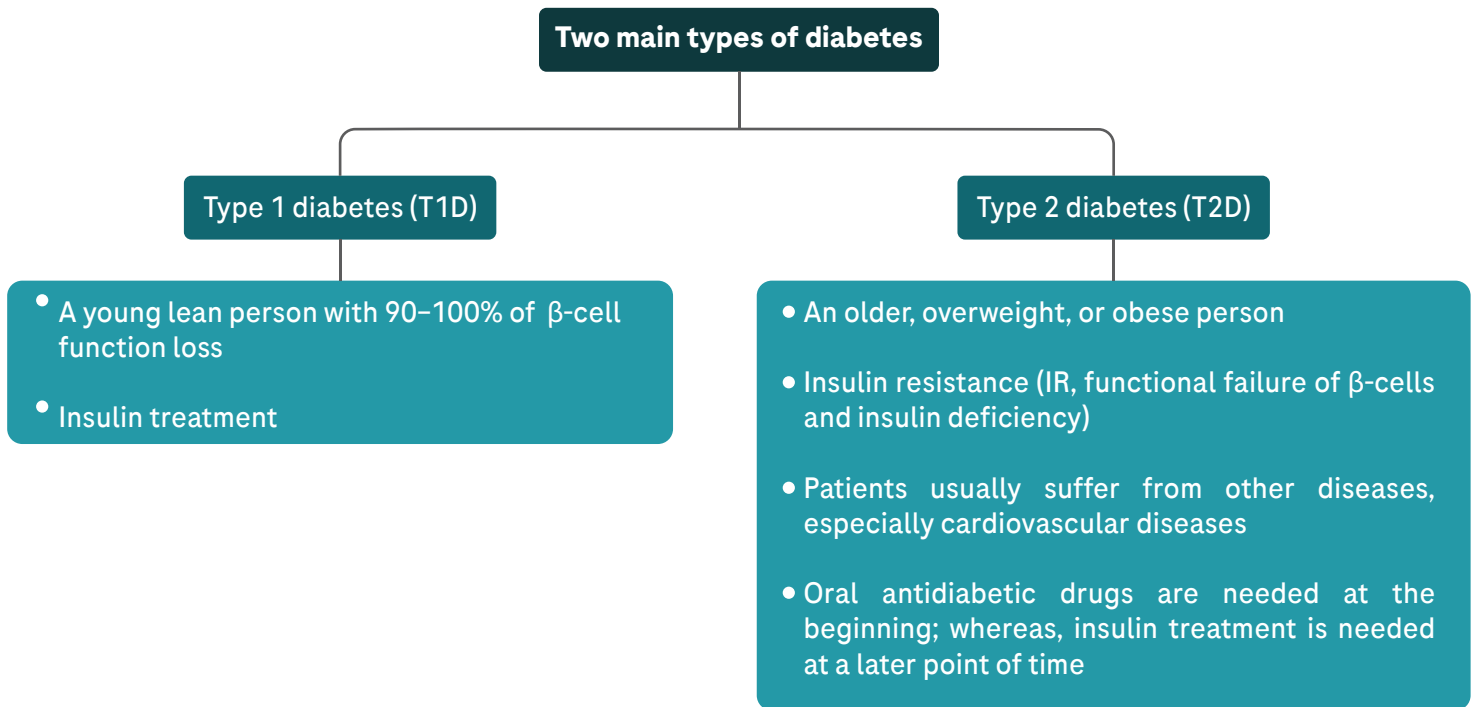 Two main types of diabetes
Type 1 diabetes (T1D)
• A young lean person with 90–100% of β-cell
function loss
• Insulin treatment
Type 2 diabetes (T2D)
• An older, overweight, or obese person
• Insulin resistance (IR, functional failure of β-cells
and insulin deficiency)
• Patients usually suffer from other diseases,
especially cardiovascular diseases
• Oral antidiabetic drugs are needed at the
beginning; whereas, insulin treatment is needed
at a later point of time